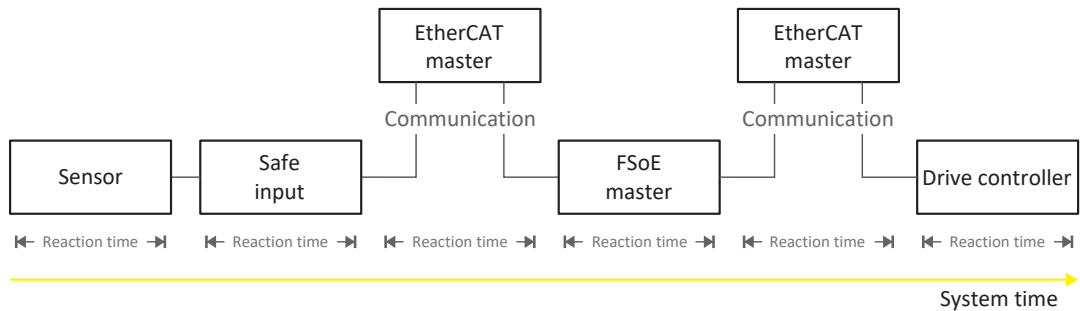 EtherCAT
master
EtherCAT
master
Communication
Communication
Sensor
Safe
input
FSoE
master
Drive controller
Reaction time
Reaction time
Reaction time
Reaction time
Reaction time
Reaction time
System time